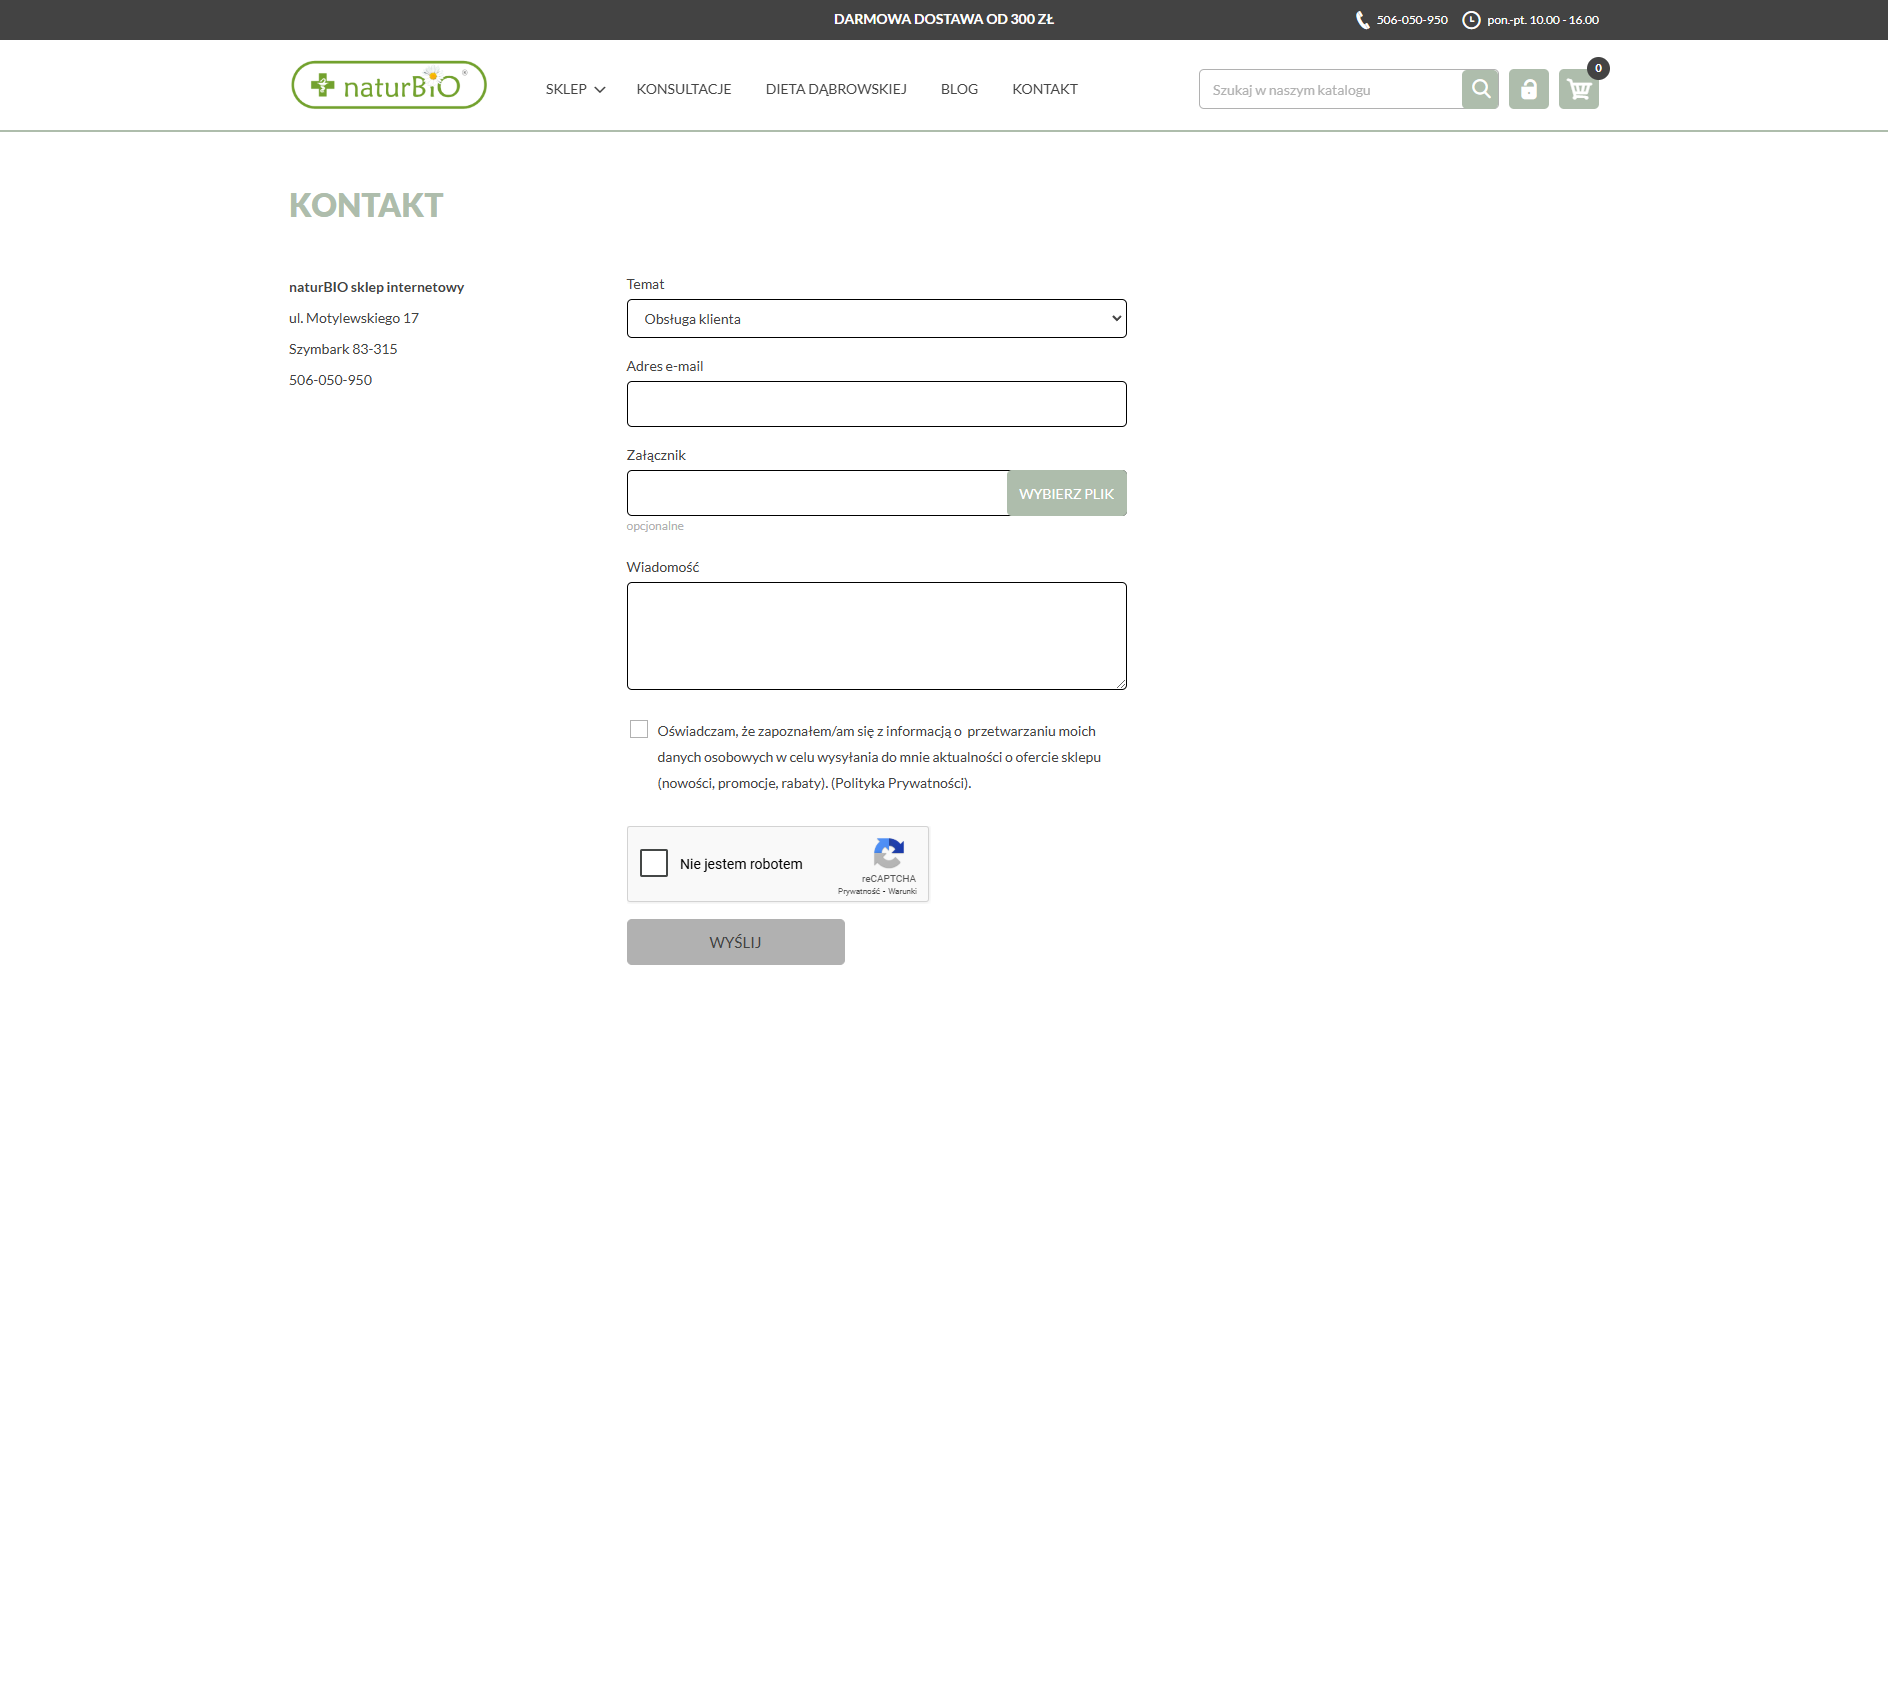 DARMOWA DOSTAWA OD 300 ZŁ
506-050-950
pon.-pt. 10.00 - 16.00
naturBiO®
SKLEP
KONSULTACJE
DIETA DĄBROWSKIEJ
BLOG
KONTAKT
Szukaj w naszym katalogu
0
KONTAKT
naturBIO sklep internetowy
ul. Motylewskiego 17
Szymbark 83-315
506-050-950
Temat
Obsługa klienta
Adres e-mail
Załącznik
WYBIERZ PLIK
opcjonalne
Wiadomość
Oświadczam, że zapoznałem/am się z informacją o  przetwarzaniu moich
danych osobowych w celu wysyłania do mnie aktualności o ofercie sklepu
(nowości, promocje, rabaty). (Polityka Prywatności).
Nie jestem robotem
reCAPTCHA
Prywatność - Warunki
WYŚLIJ